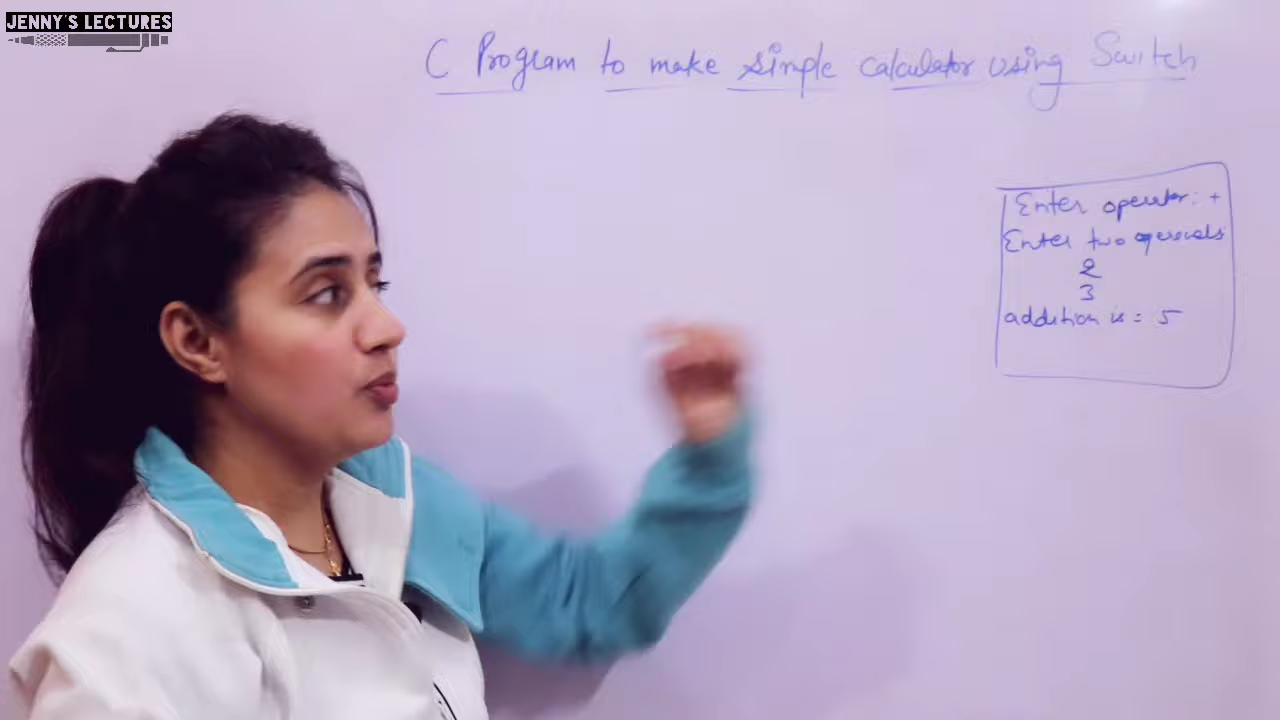 JENNY'S LECTURES
C Program to make simple calculator using Switch
Enter operator: +
Enter two operands
2
3
addition is = 5